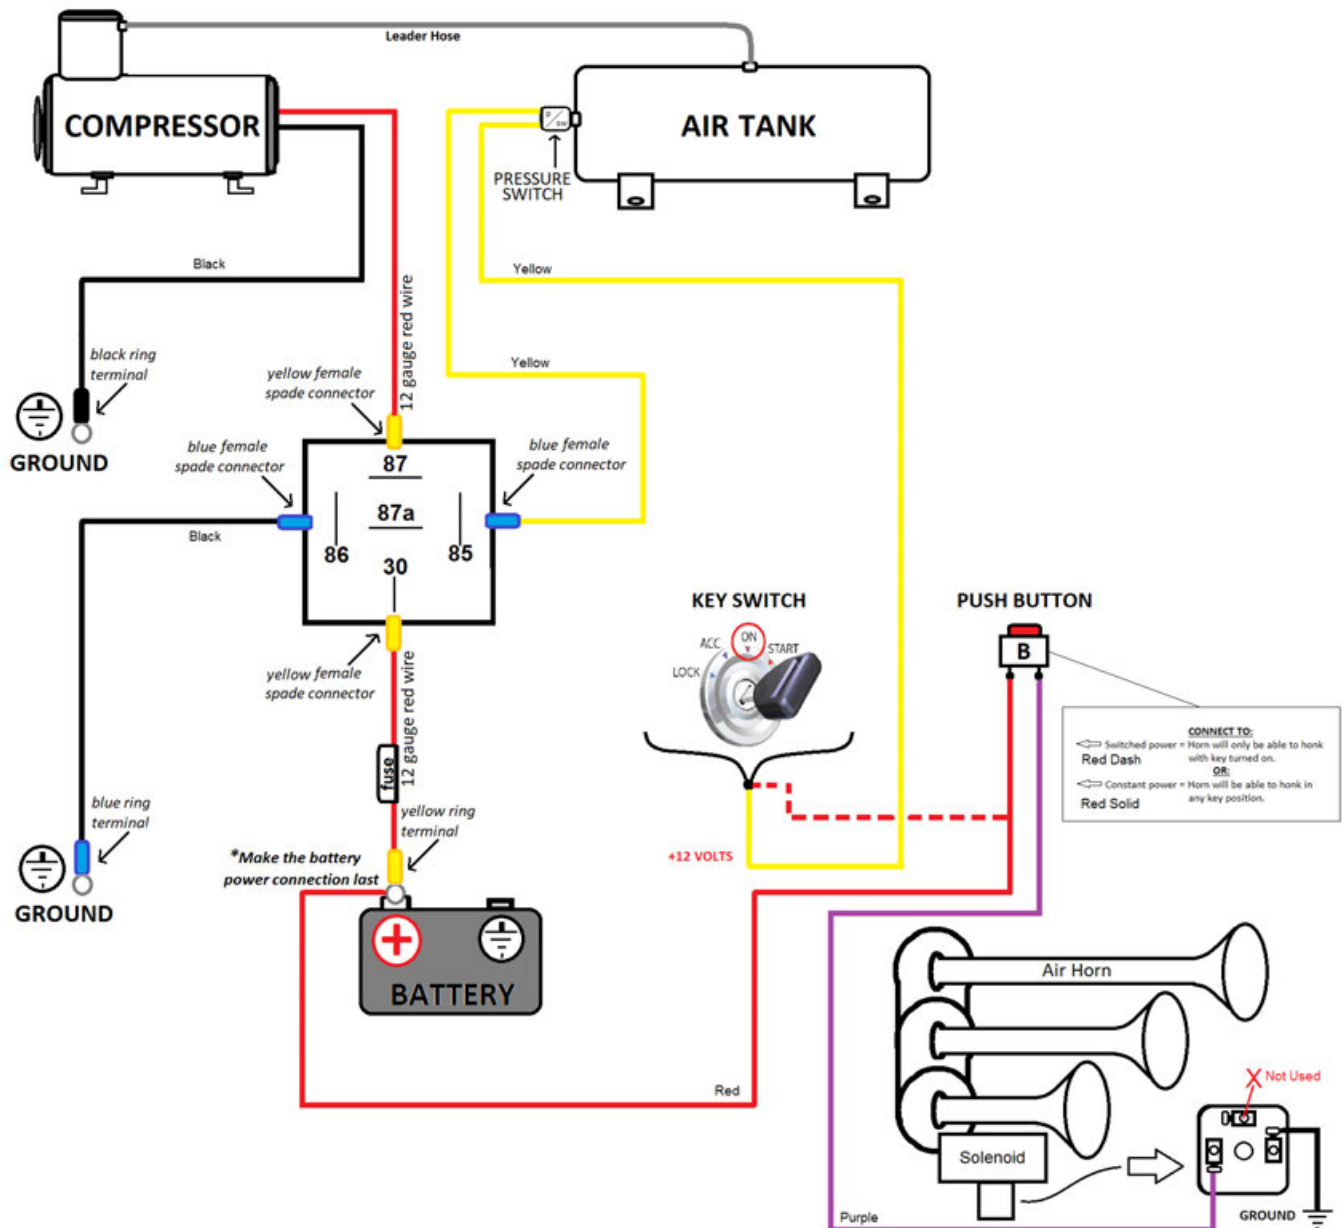 Leader Hose
COMPRESSOR
AIR TANK
P
SW
PRESSURE
SWITCH
Black
Yellow
12 gauge red wire
black ring
terminal
yellow female
spade connector
Yellow
GROUND
blue female
spade connector
blue female
spade connector
87
87a
86
85
30
Black
yellow female
spade connector
12 gauge red wire
fuse
KEY SWITCH
LOCK
ACC
ON
START
PUSH BUTTON
B
CONNECT TO:
Switched power = Horn will only be able to honk
with key turned on.
Red Dash
OR:
Constant power = Horn will be able to honk in
any key position.
Red Solid
blue ring
terminal
yellow ring
terminal
+12 VOLTS
*Make the battery
power connection last
GROUND
+
BATTERY
Air Horn
Red
X Not Used
Solenoid
Purple
GROUND